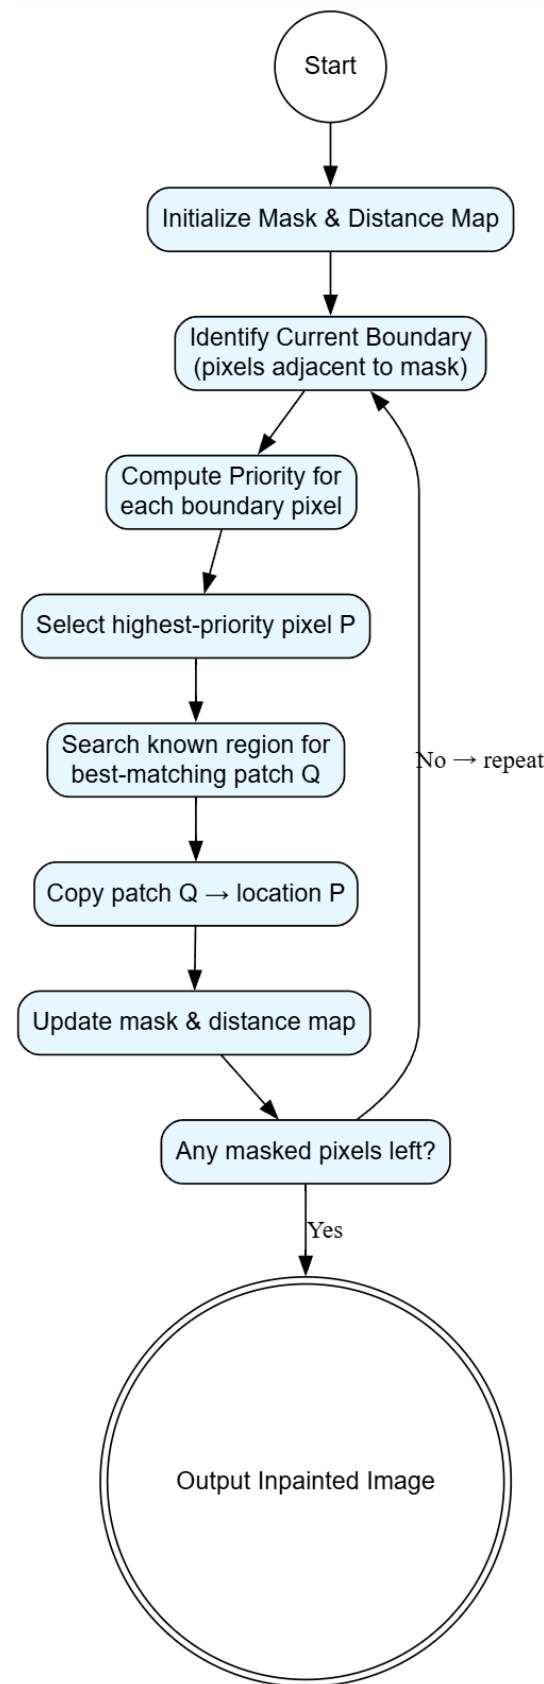 Start
Initialize Mask & Distance Map
Identify Current Boundary
(pixels adjacent to mask)
Compute Priority for
each boundary pixel
Select highest-priority pixel P
Search known region for
best-matching patch Q
No → repeat
Copy patch Q → location P
Update mask & distance map
Any masked pixels left?
Yes
Output Inpainted Image